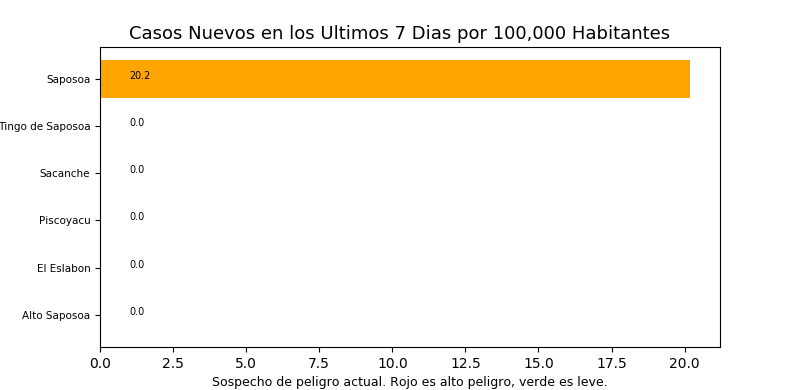 Casos Nuevos en los Ultimos 7 Dias por 100,000 Habitantes
Saposoa 20.2
Tingo de Saposoa 0.0
Sacanche 0.0
Piscoyacu 0.0
El Eslabon 0.0
Alto Saposoa 0.0
0.0 2.5 5.0 7.5 10.0 12.5 15.0 17.5 20.0
Sospecho de peligro actual. Rojo es alto peligro, verde es leve.